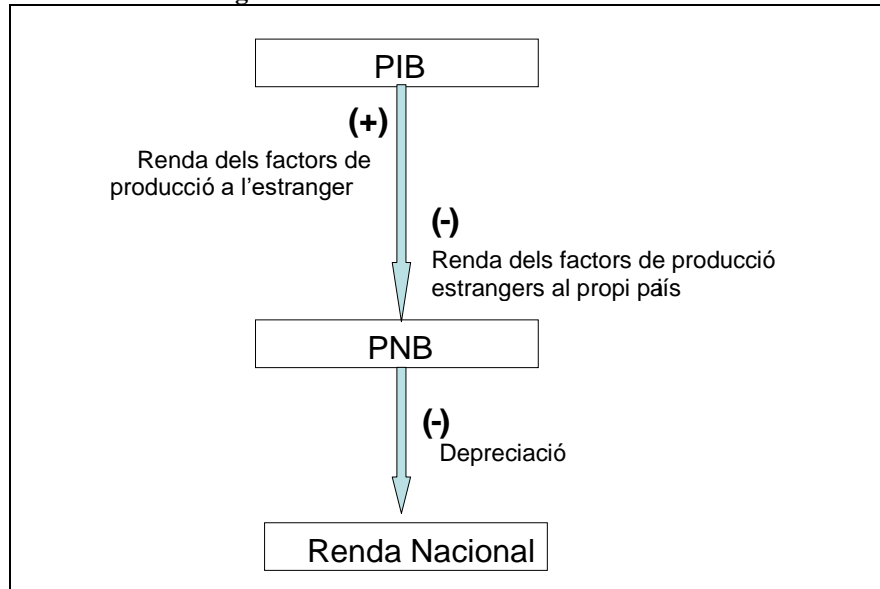 PIB
(+)
Renda dels factors de
producció a l’estranger
(-)
Renda dels factors de producció
estrangers al propi país
PNB
(-)
Depreciació
Renda Nacional